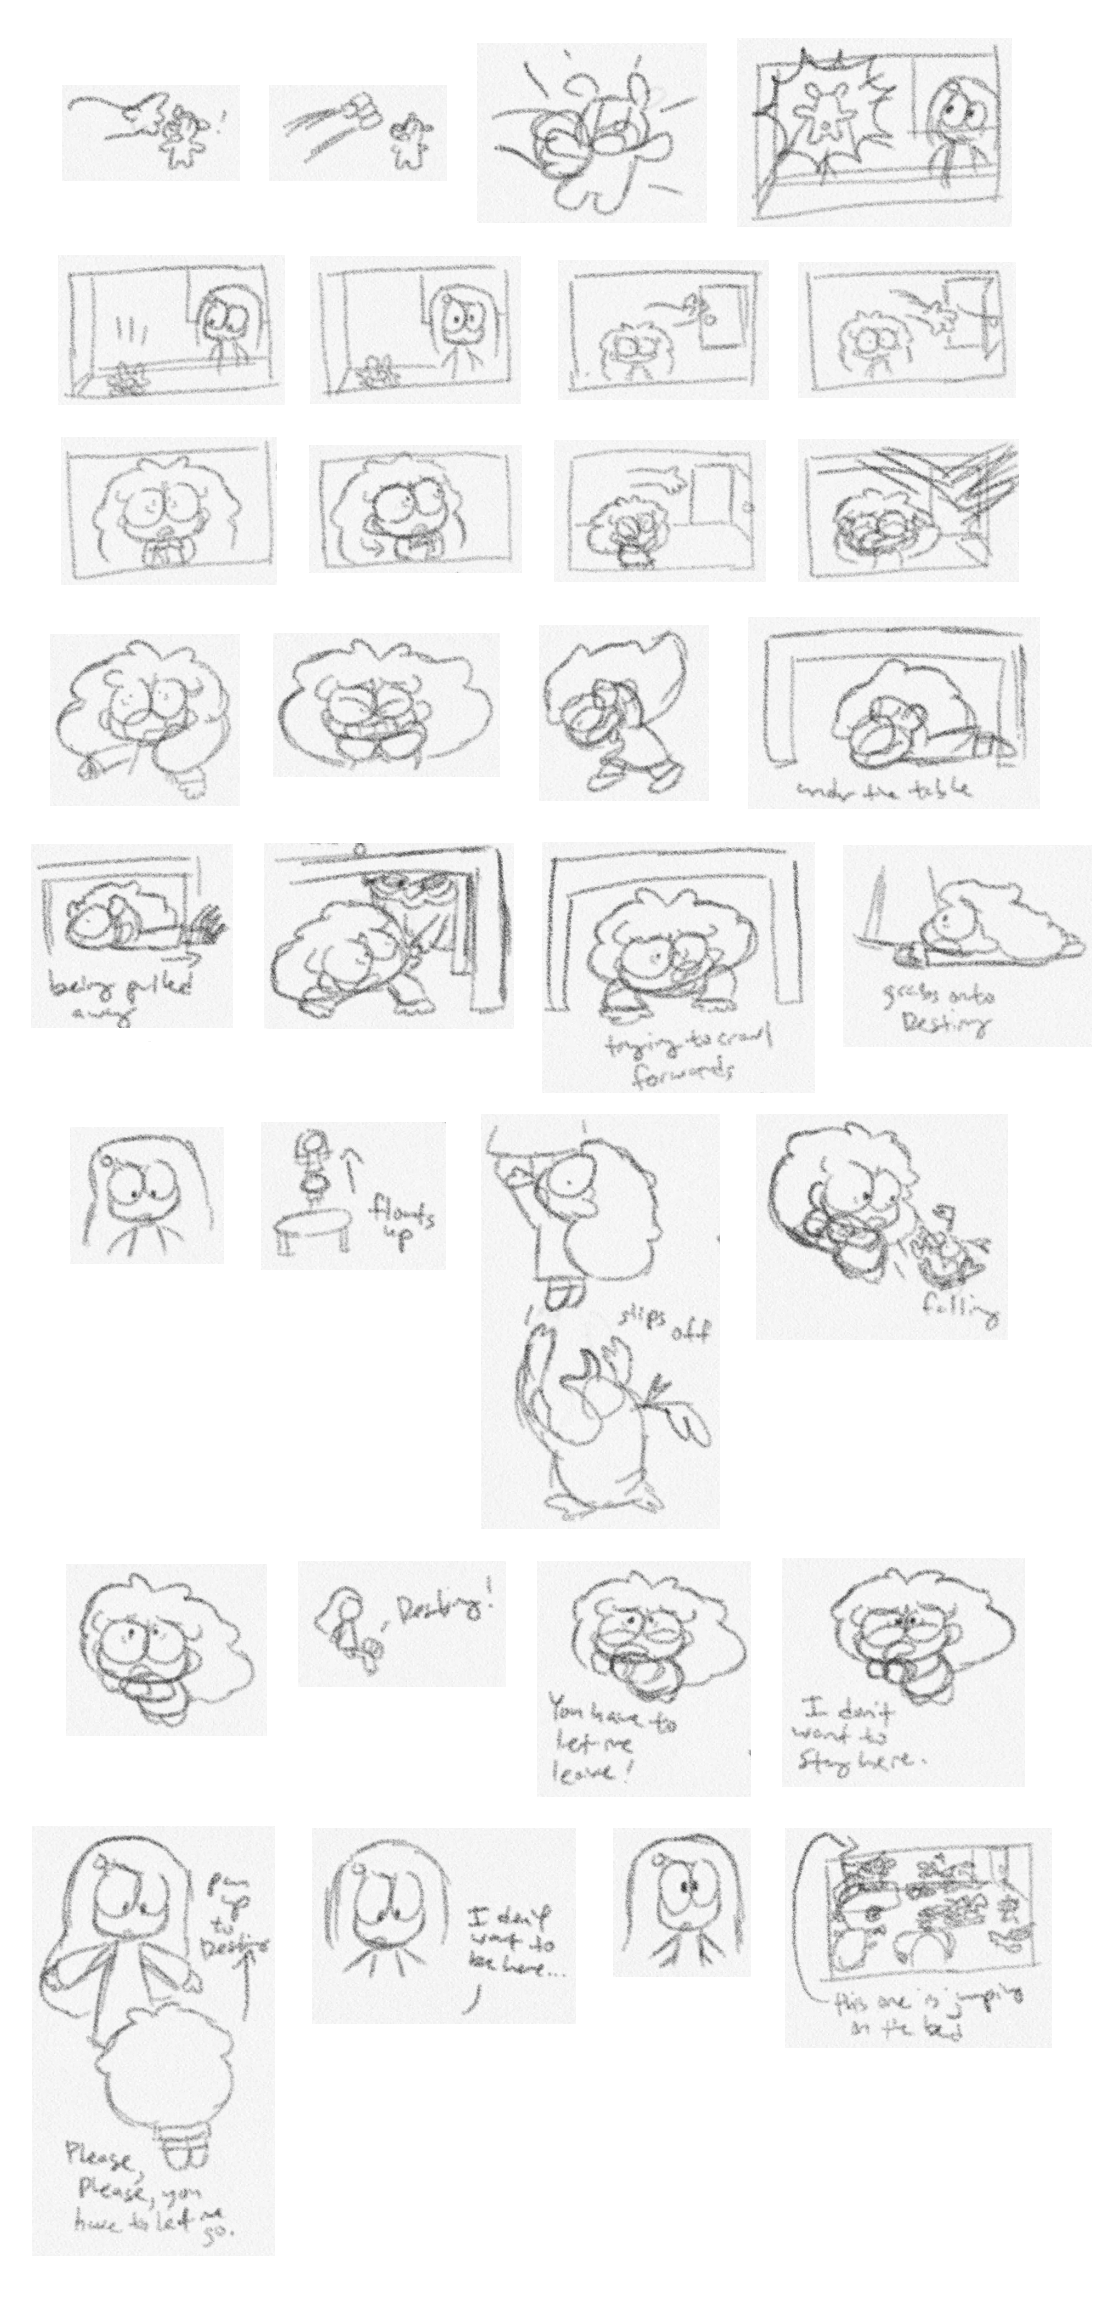 under the table
being pulled
away
trying to crawl
forwards
grabs onto
Destiny
floats
up
slips off
falling
Destiny!
You have to
let me
leave!
I don't
want to
stay here.
pan
up
to
Destiny
Please,
Please, you
have to let me
go.
I don't
want to
be here...
this one is jumping
on the bed